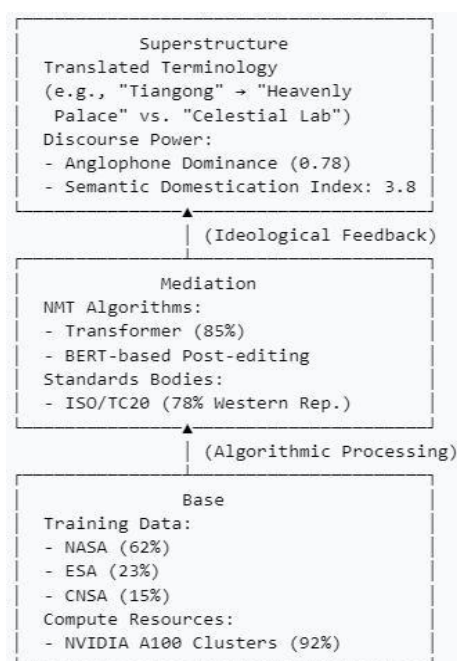 Superstructure
Translated Terminology
(e.g., "Tiangong" → "Heavenly
Palace" vs. "Celestial Lab")
Discourse Power:
- Anglophone Dominance (0.78)
- Semantic Domestication Index: 3.8
(Ideological Feedback)
Mediation
NMT Algorithms:
- Transformer (85%)
- BERT-based Post-editing
Standards Bodies:
- ISO/TC20 (78% Western Rep.)
(Algorithmic Processing)
Base
Training Data:
- NASA (62%)
- ESA (23%)
- CNSA (15%)
Compute Resources:
- NVIDIA A100 Clusters (92%)